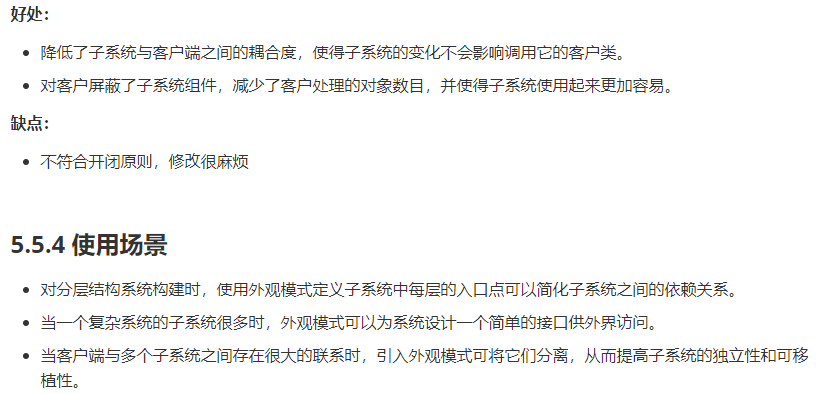 好处：
降低了子系统与客户端之间的耦合度，使得子系统的变化不会影响调用它的客户类。
对客户屏蔽了子系统组件，减少了客户处理的对象数目，并使得子系统使用起来更加容易。
缺点：
不符合开闭原则，修改很麻烦
5.5.4 使用场景
对分层结构系统构建时，使用外观模式定义子系统中每层的入口点可以简化子系统之间的依赖关系。
当一个复杂系统的子系统很多时，外观模式可以为系统设计一个简单的接口供外界访问。
当客户端与多个子系统之间存在很大的联系时，引入外观模式可将它们分离，从而提高子系统的独立性和可移
植性。